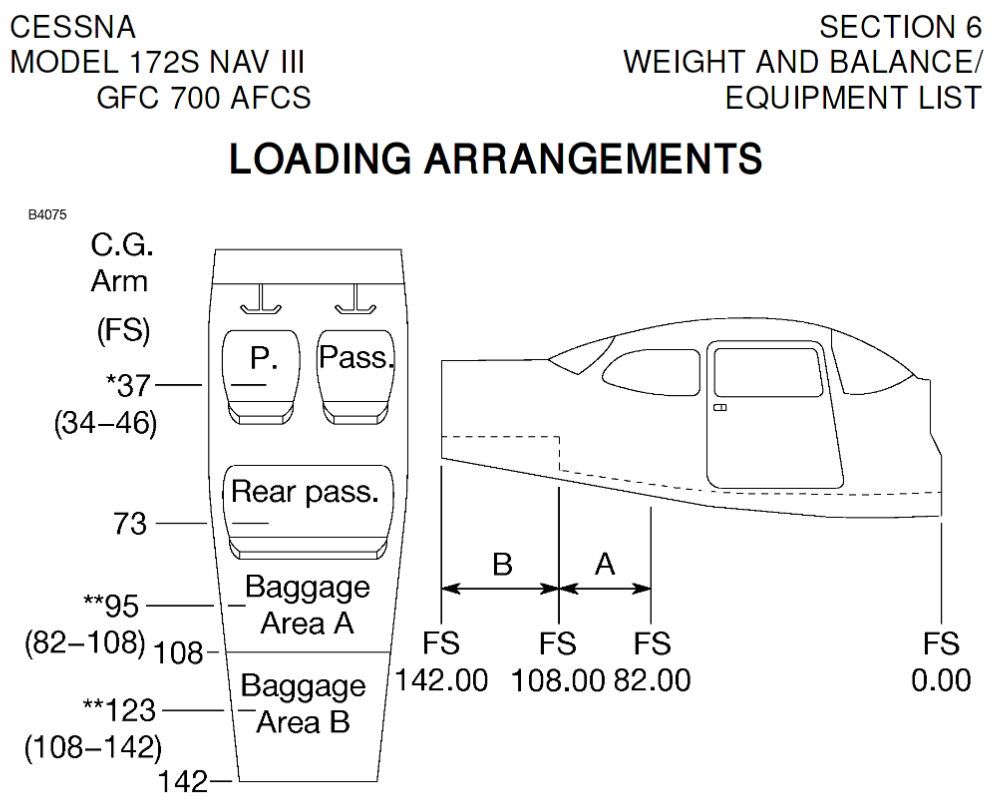 CESSNA
MODEL 172S NAV III
GFC 700 AFCS
SECTION 6
WEIGHT AND BALANCE/
EQUIPMENT LIST
LOADING ARRANGEMENTS
B4075
C.G.
Arm
(FS)
*37
(34–46)
73
**95
(82–108)
108
**123
(108–142)
142
P.
Pass.
Rear pass.
Baggage
Area A
Baggage
Area B
B
A
FS
142.00
FS
108.00
FS
82.00
FS
0.00